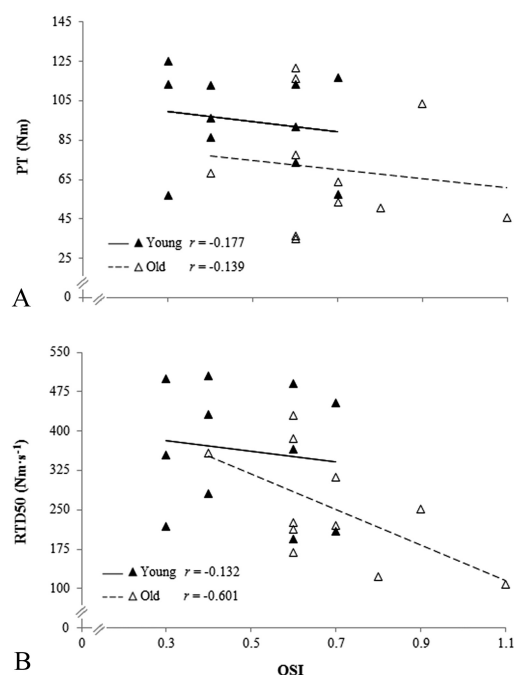 145
125
105
85
65
45
25
0
PT (Nm)
Young r = -0.177
Old r = -0.139
A
550
475
400
325
250
175
100
0
RTD50 (Nm·s⁻¹)
Young r = -0.132
Old r = -0.601
0 0.3 0.5 0.7 0.9 1.1
OSI
B